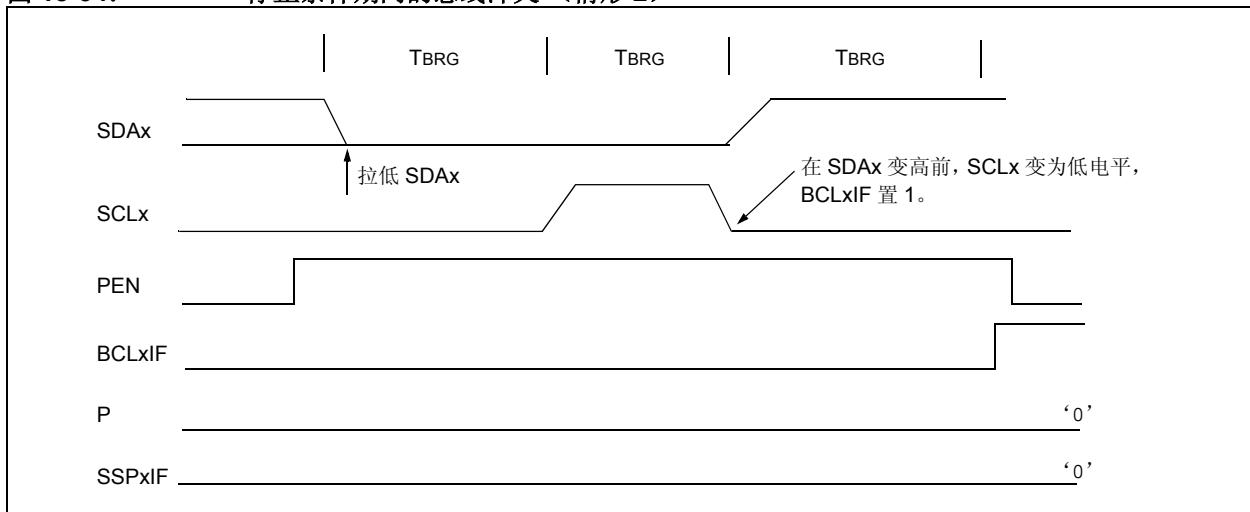 TBRG TBRG TBRG
SDAx
拉低 SDAx
在 SDAx 变高前，SCLx 变为低电平，
BCLxIF 置 1。
SCLx
PEN
BCLxIF
P ‘0’
SSPxIF ‘0’